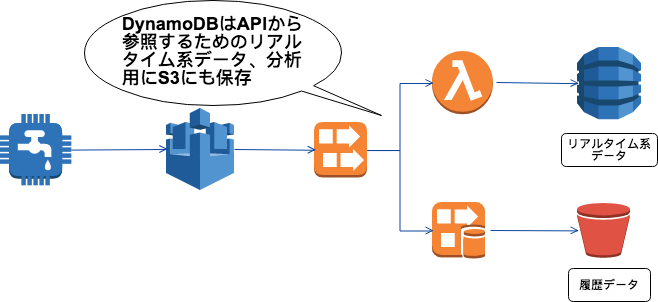 DynamoDBはAPIから
参照するためのリアル
タイム系データ、分析
用にS3にも保存
リアルタイム系
データ
履歴データ